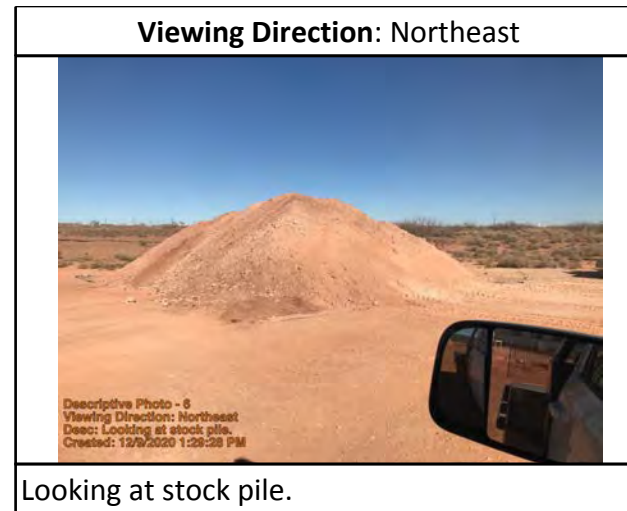 Viewing Direction: Northeast
Descriptive Photo - 6
Viewing Direction: Northeast
Desc: Looking at stock pile.
Created: 12/9/2020 1:29:28 PM
Looking at stock pile.